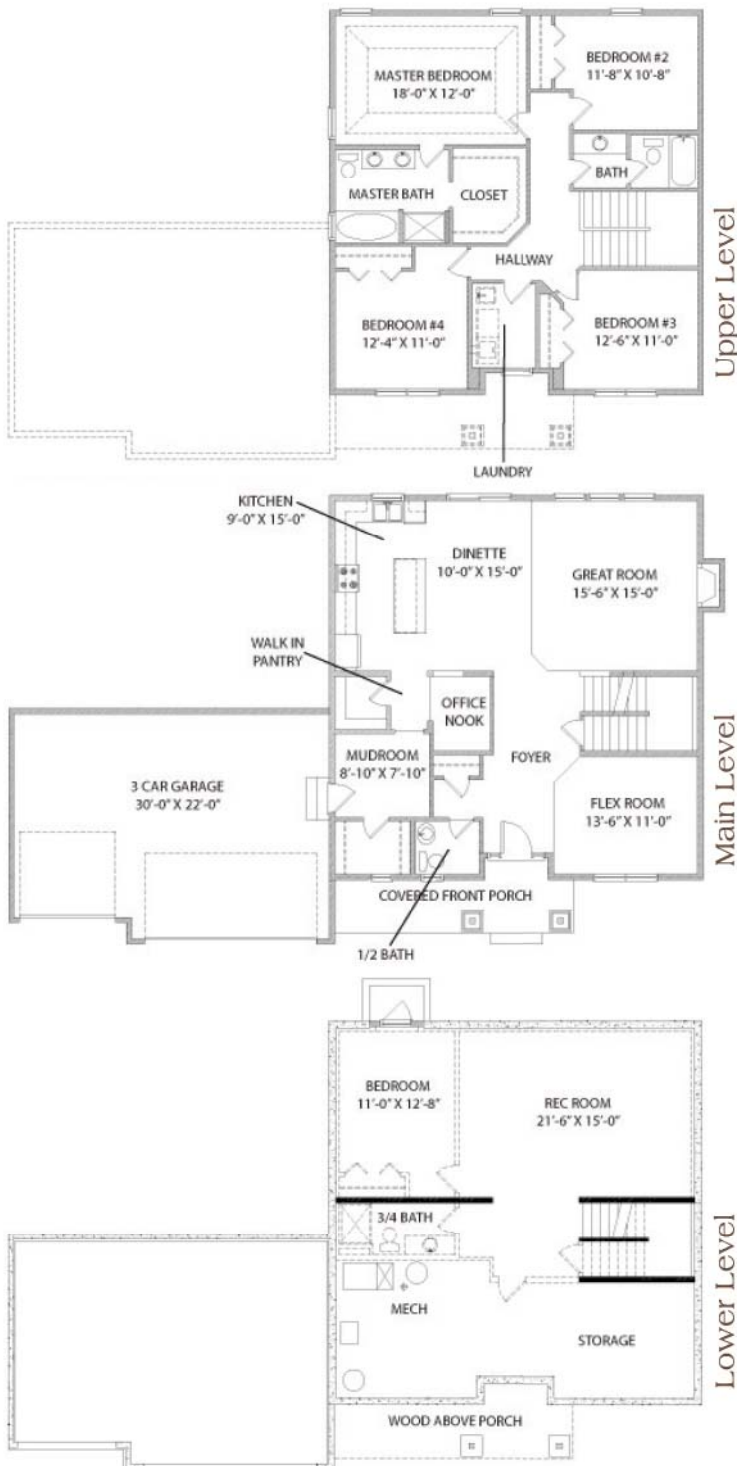 MASTER BEDROOM
18'-0" X 12'-0"
BEDROOM #2
11'-8" X 10'-8"
MASTER BATH
CLOSET
BATH
HALLWAY
BEDROOM #4
12'-4" X 11'-0"
BEDROOM #3
12'-6" X 11'-0"
LAUNDRY
Upper Level
KITCHEN
9'-0" X 15'-0"
DINETTE
10'-0" X 15'-0"
GREAT ROOM
15'-6" X 15'-0"
WALK IN
PANTRY
OFFICE
NOOK
MUDROOM
8'-10" X 7'-10"
FOYER
3 CAR GARAGE
30'-0" X 22'-0"
FLEX ROOM
13'-6" X 11'-0"
COVERED FRONT PORCH
1/2 BATH
Main Level
BEDROOM
11'-0" X 12'-8"
REC ROOM
21'-6" X 15'-0"
3/4 BATH
MECH
STORAGE
WOOD ABOVE PORCH
Lower Level